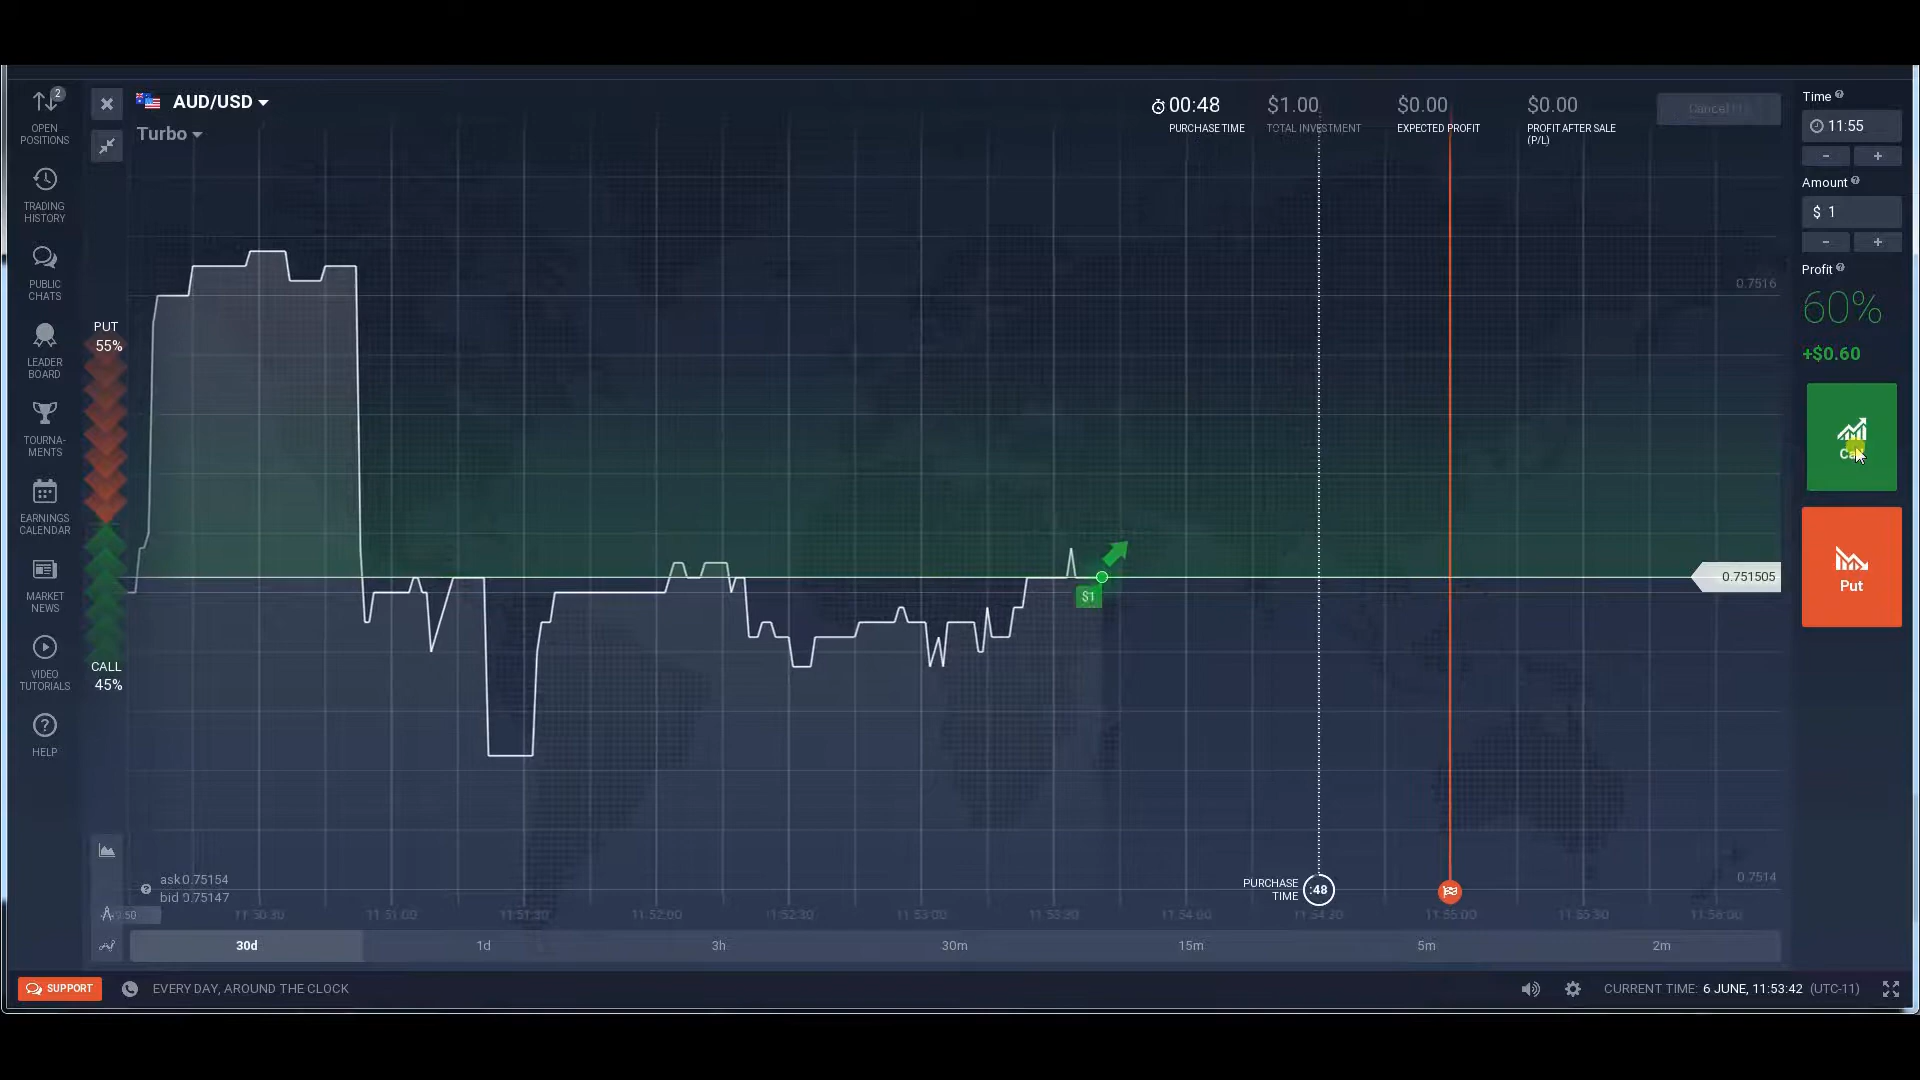 2
OPEN
POSITIONS
TRADING
HISTORY
PUBLIC
CHATS
LEADER
BOARD
TOURNA-
MENTS
EARNINGS
CALENDAR
MARKET
NEWS
VIDEO
TUTORIALS
HELP
AUD/USD
Turbo
PUT
55%
CALL
45%
00:48
PURCHASE TIME
$1.00
TOTAL INVESTMENT
$0.00
EXPECTED PROFIT
$0.00
PROFIT AFTER SALE
(P/L)
Cancel
Time
11:55
- +
Amount
$ 1
- +
Profit
60%
+$0.60
Call
Put
0.7516
0.751505
0.7514
$1
PURCHASE
TIME
:48
ask 0.75154
bid 0.75147
11:50:30 11:51:00 11:51:30 11:52:00 11:52:30 11:53:00 11:53:30 11:54:00 11:54:30 11:55:00 11:55:30 11:56:00
30d 1d 3h 30m 15m 5m 2m
SUPPORT
EVERY DAY, AROUND THE CLOCK
CURRENT TIME: 6 JUNE, 11:53:42 (UTC-11)